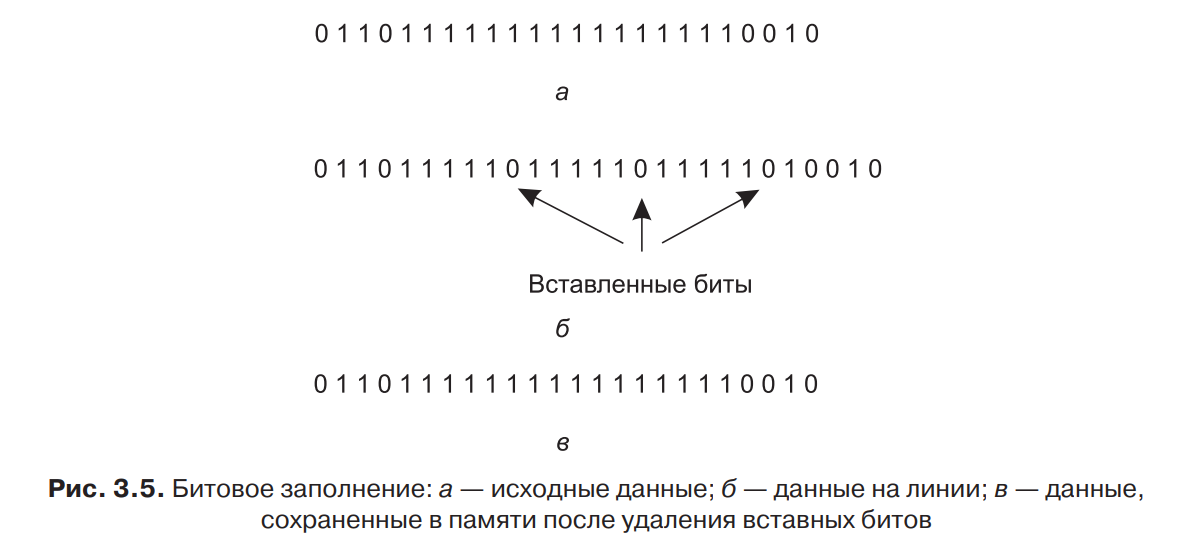 0 1 1 0 1 1 1 1 1 1 1 1 1 1 1 1 1 1 1 1 0 0 1 0
а
0 1 1 0 1 1 1 1 1 0 1 1 1 1 1 0 1 1 1 1 1 0 1 0 0 1 0
Вставленные биты
б
0 1 1 0 1 1 1 1 1 1 1 1 1 1 1 1 1 1 1 1 0 0 1 0
в
Рис. 3.5. Битовое заполнение: а — исходные данные; б — данные на линии; в — данные,
сохраненные в памяти после удаления вставных битов